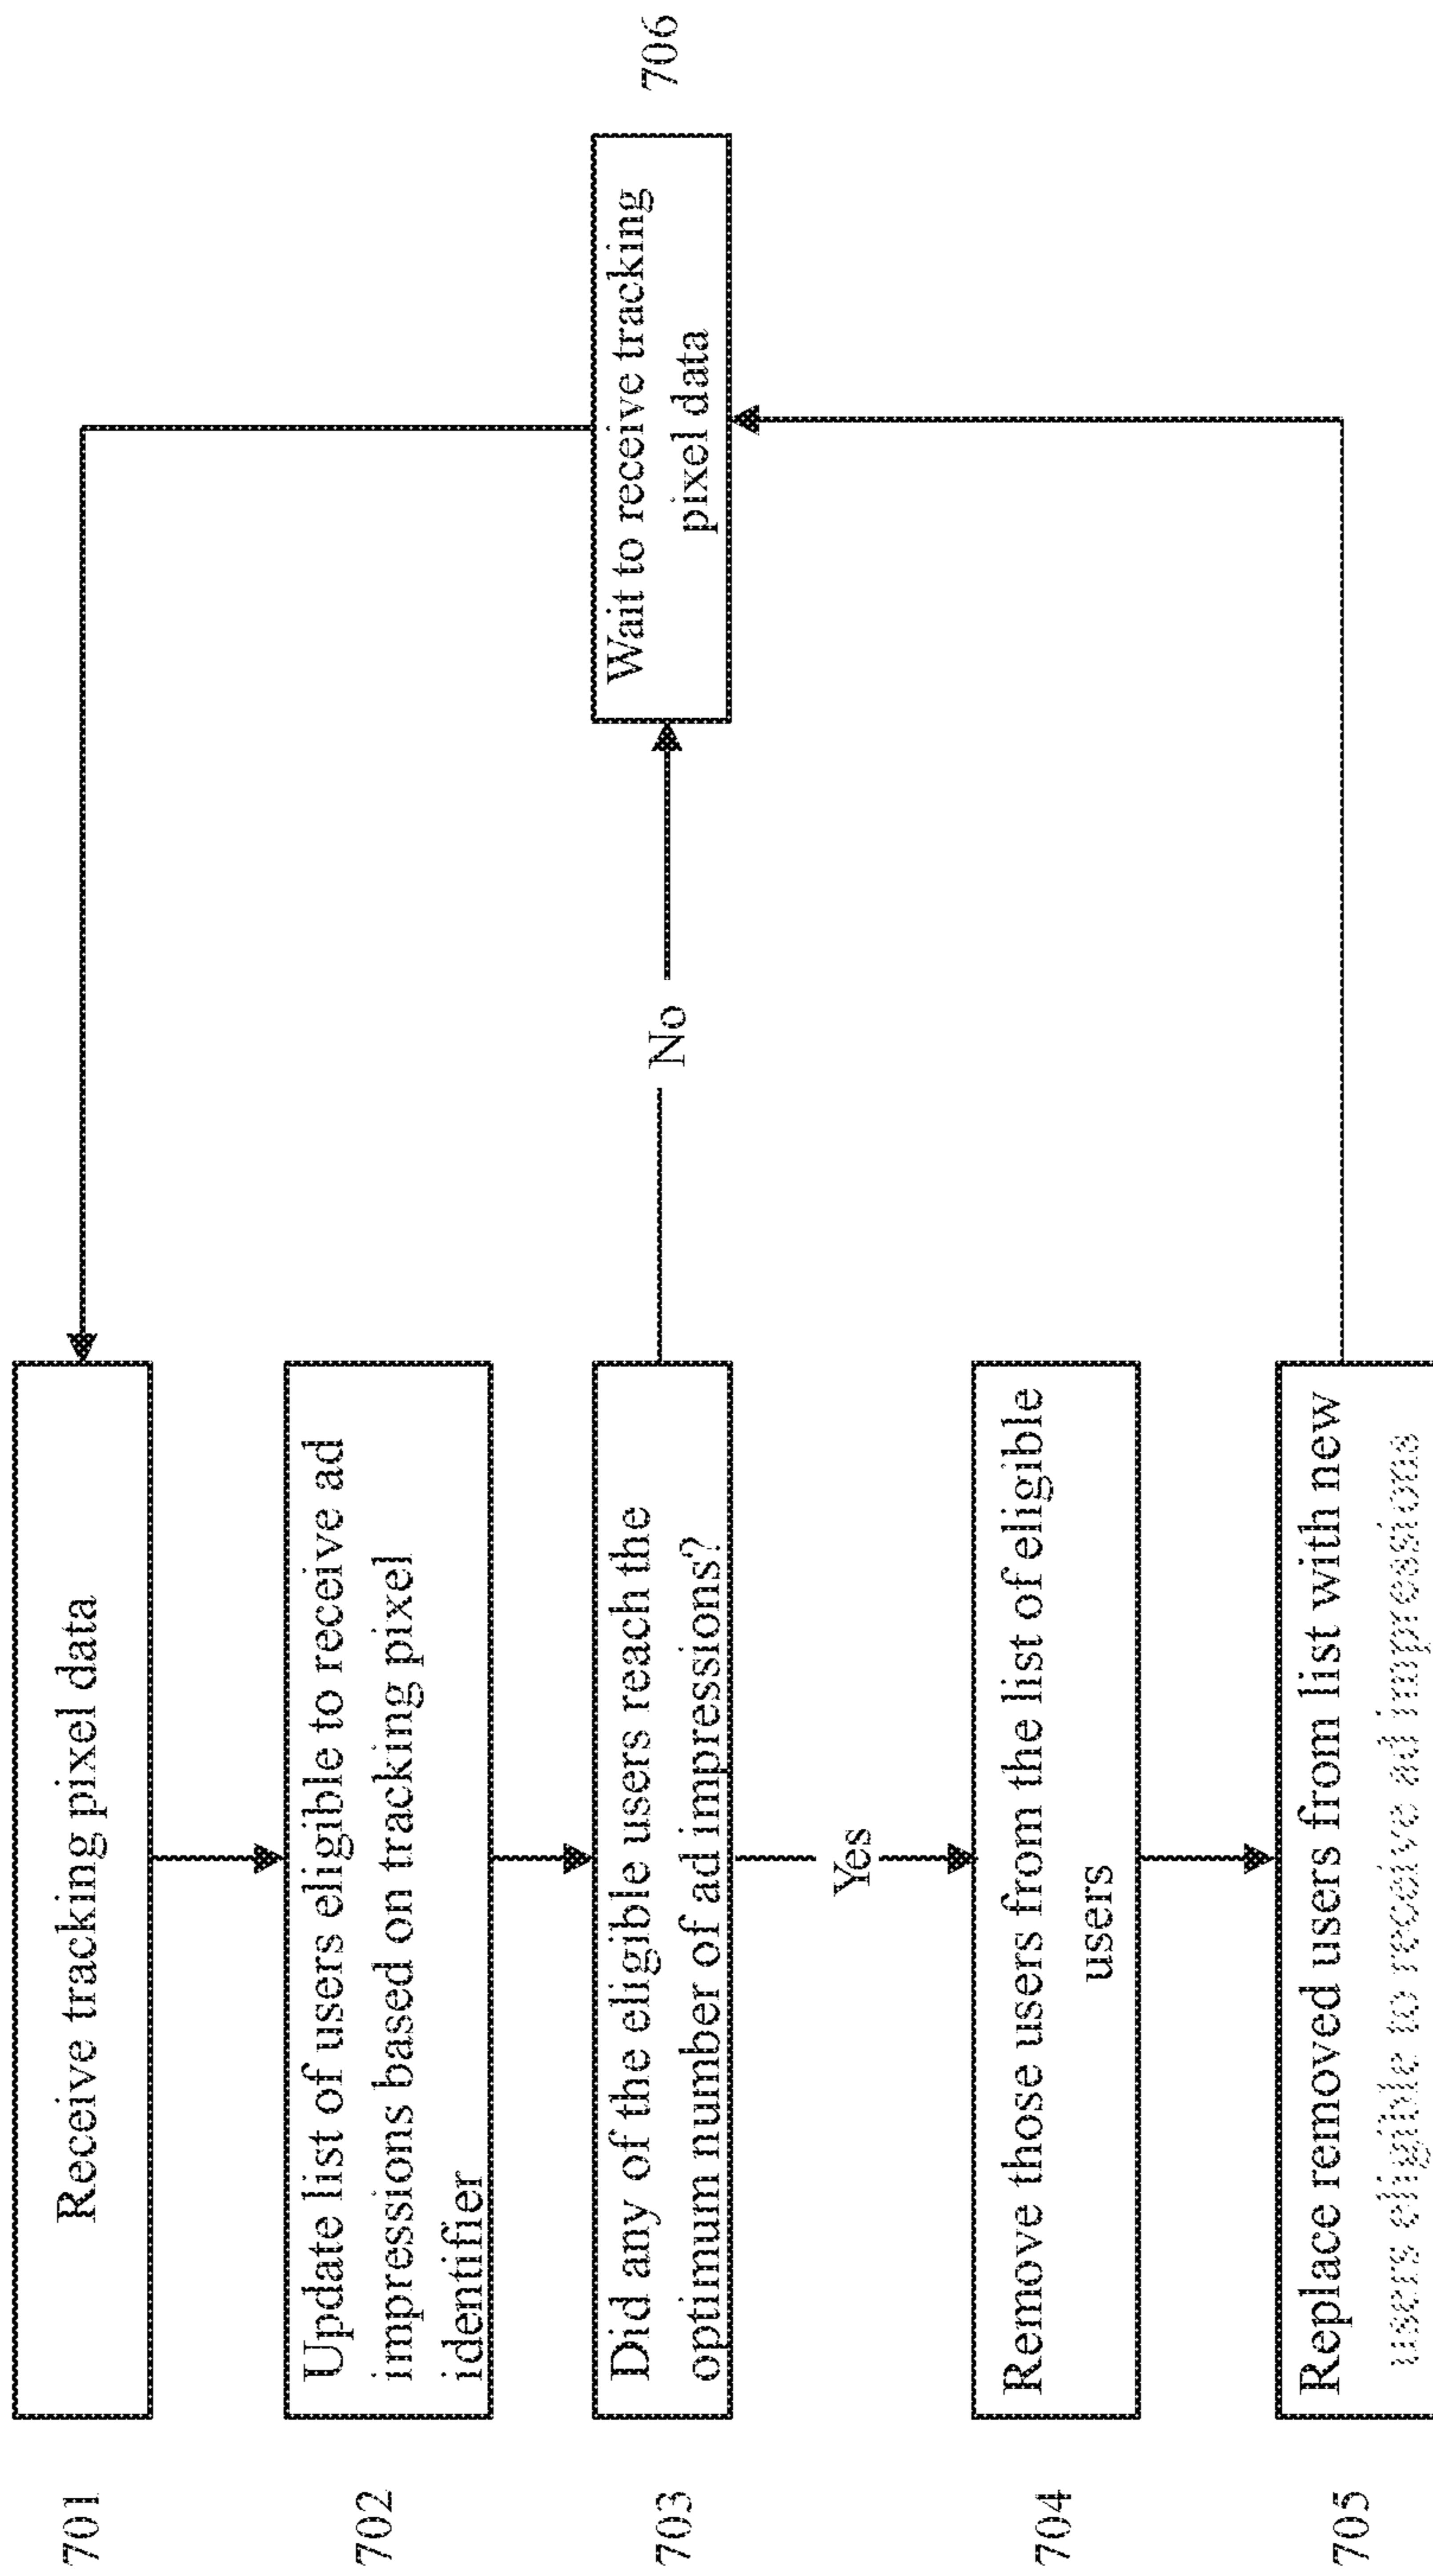 701
Receive tracking pixel data
702
Update list of users eligible to receive ad
impressions based on tracking pixel
identifier
703
Did any of the eligible users reach the
optimum number of ad impressions?
No
Wait to receive tracking
pixel data
706
Yes
704
Remove those users from the list of eligible
users
705
Replace removed users from list with new
users eligible to receive ad impressions